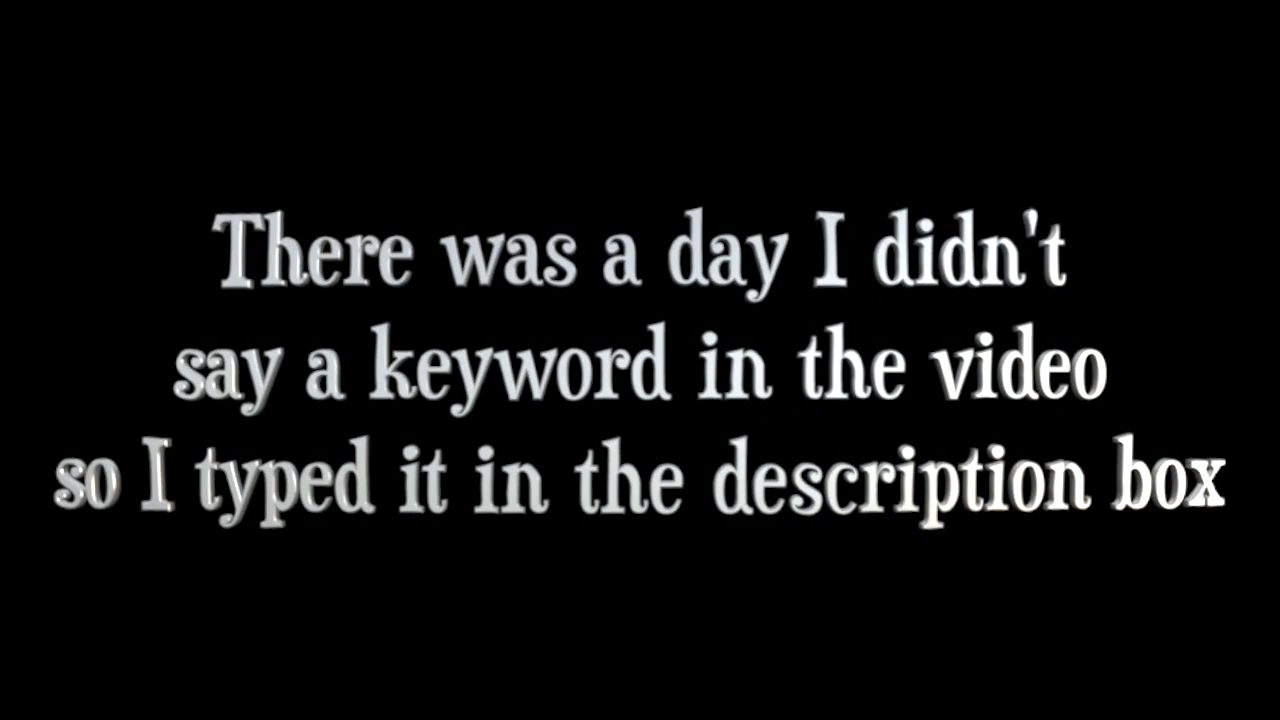 There was a day I didn't
say a keyword in the video
so I typed it in the description box